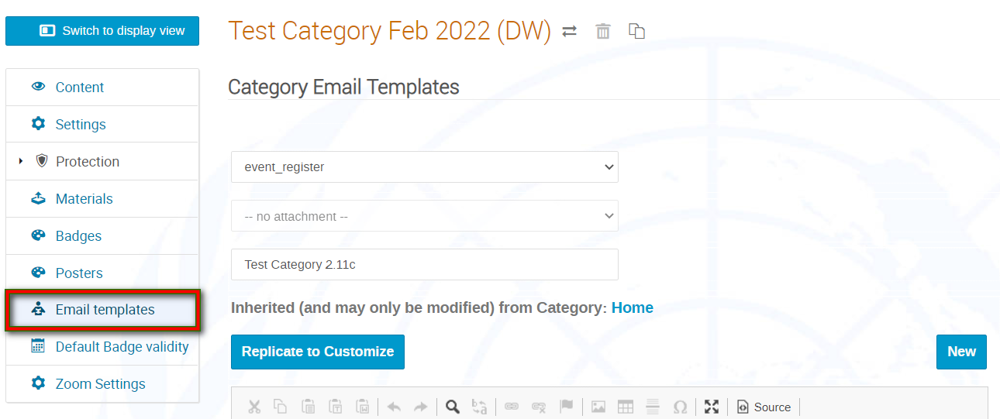 Switch to display view
Test Category Feb 2022 (DW)
Content
Settings
Protection
Materials
Badges
Posters
Email templates
Default Badge validity
Zoom Settings
Category Email Templates
event_register
-- no attachment --
Test Category 2.11c
Inherited (and may only be modified) from Category: Home
Replicate to Customize
New
Source